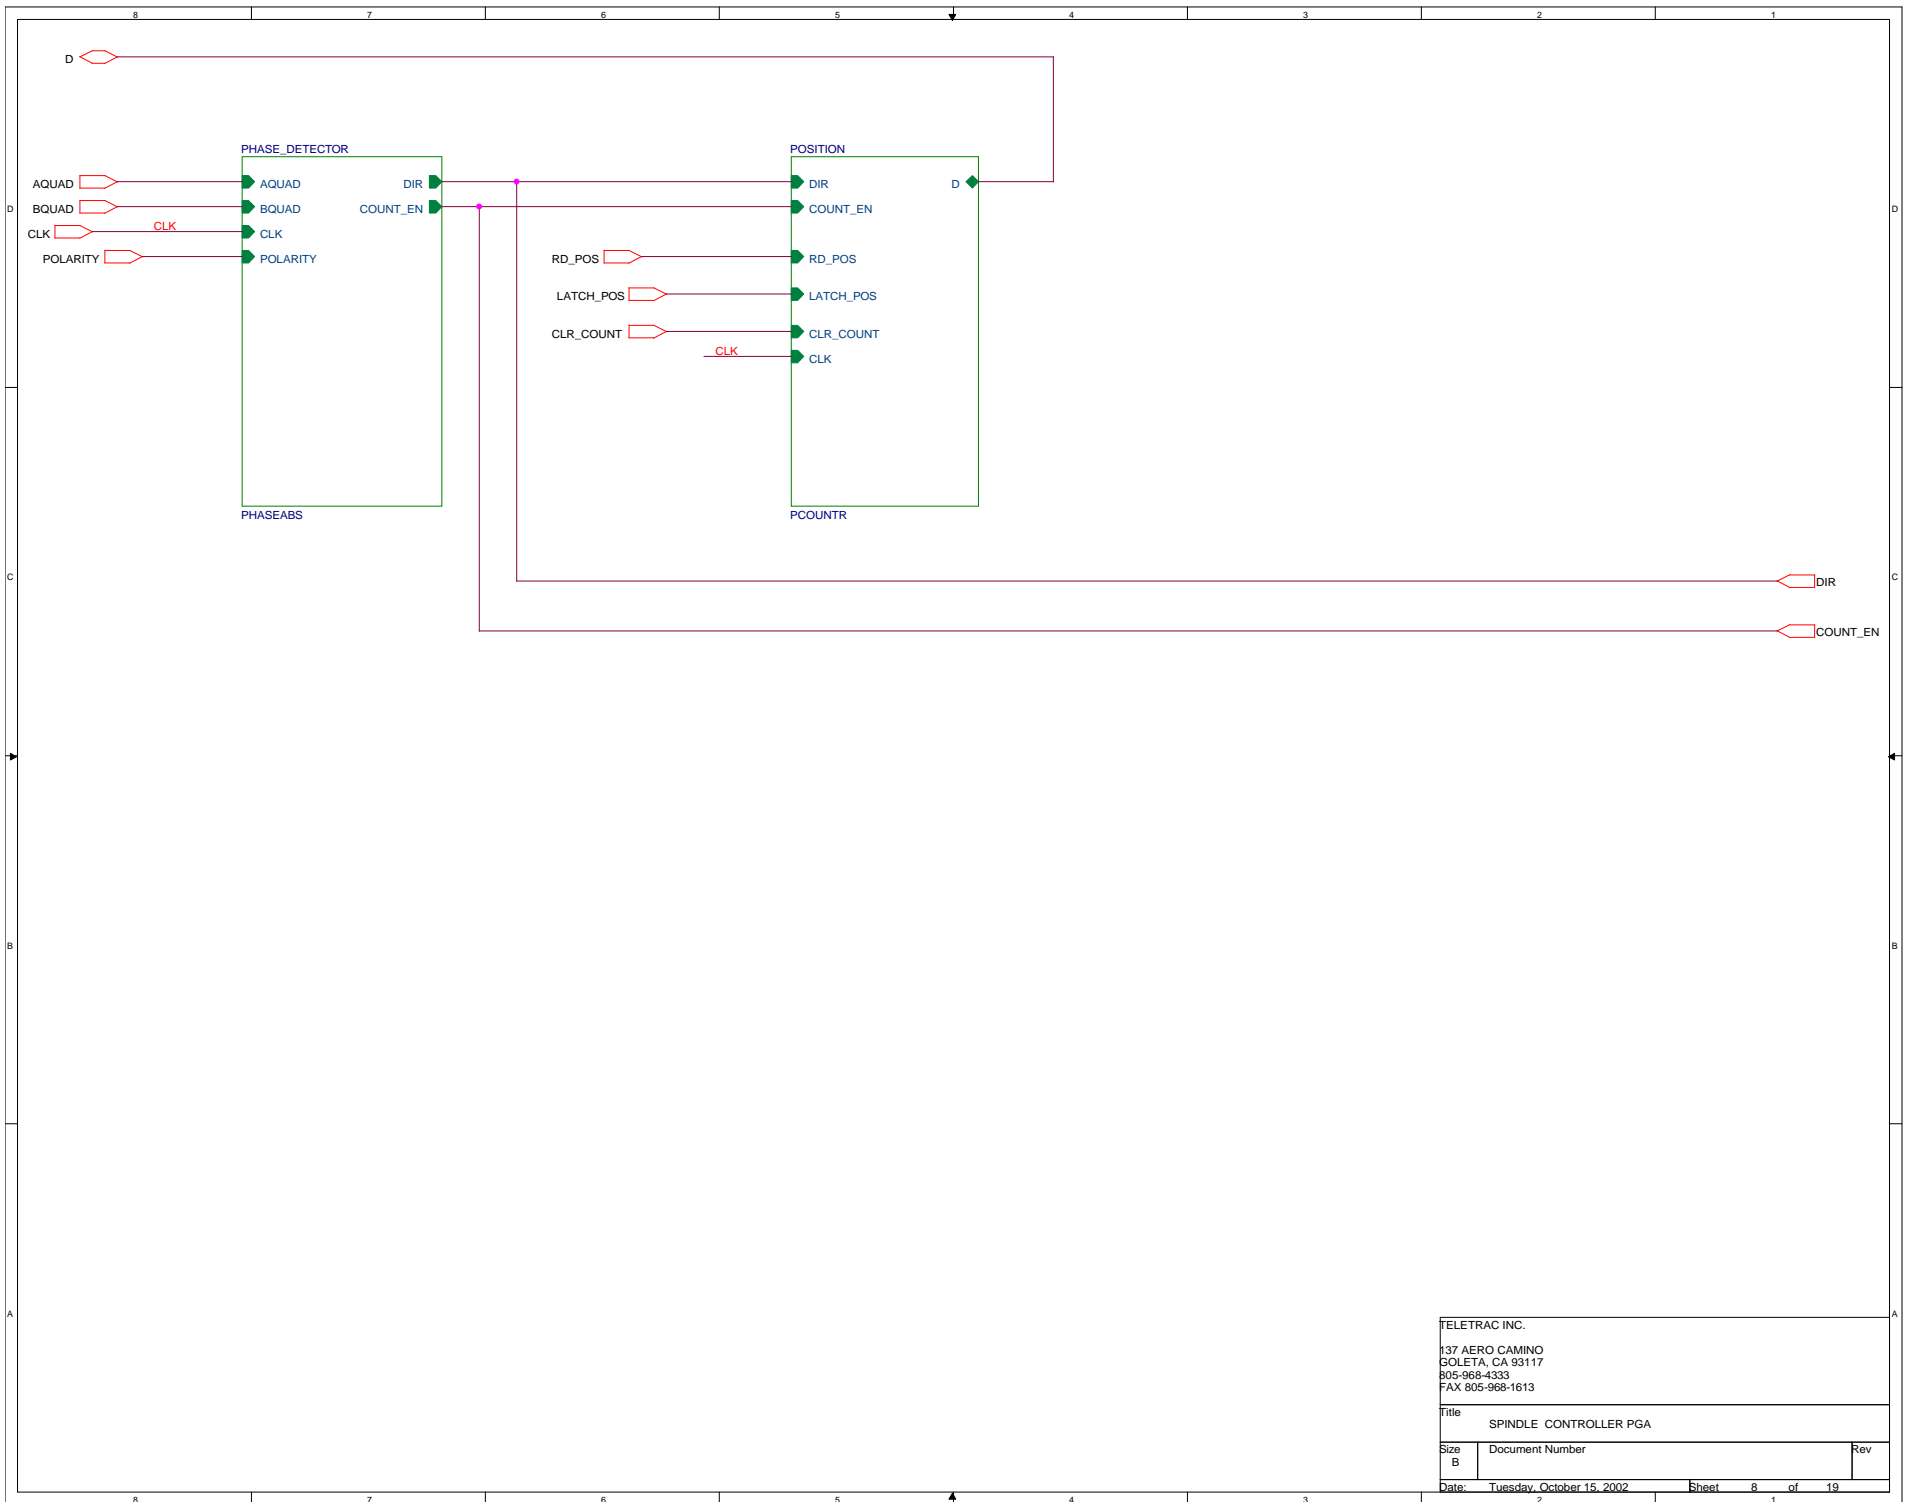 8 7 6 5 4 3 2 1
D
PHASE_DETECTOR POSITION
AQUAD AQUAD DIR DIR D
D BQUAD BQUAD COUNT_EN COUNT_EN D
CLK CLK CLK
POLARITY POLARITY RD_POS RD_POS
LATCH_POS LATCH_POS
CLR_COUNT CLR_COUNT
CLK CLK
PHASEABS PCOUNTR
C DIR C
COUNT_EN
B B
A A
TELETRAC INC.
137 AERO CAMINO
GOLETA, CA 93117
805-968-4333
FAX 805-968-1613
Title
SPINDLE CONTROLLER PGA
Size Document Number Rev
B
Date: Tuesday, October 15, 2002 Sheet 8 of 19
8 7 6 5 4 3 2 1